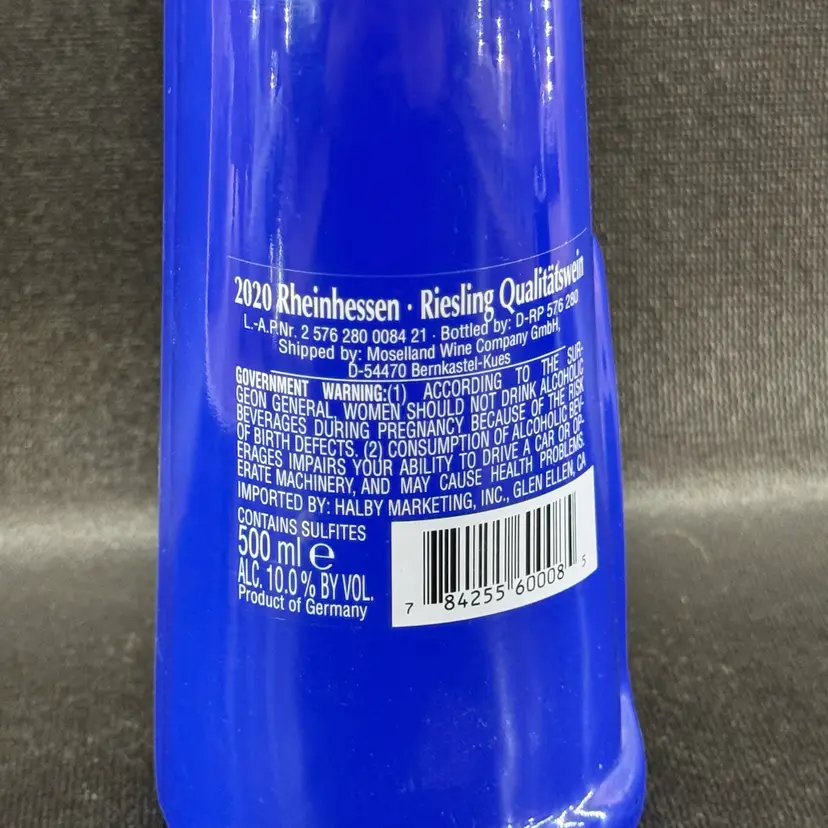 2020 Rheinhessen · Riesling Qualitätswein
L.-A.P.Nr. 2 576 280 0084 21 · Bottled by: D-RP 576 280
Shipped by: Moselland Wine Company GmbH,
D-54470 Bernkastel-Kues
GOVERNMENT WARNING:(1) ACCORDING TO THE SUR-
GEON GENERAL, WOMEN SHOULD NOT DRINK ALCOHOLIC
BEVERAGES DURING PREGNANCY BECAUSE OF THE RISK
OF BIRTH DEFECTS. (2) CONSUMPTION OF ALCOHOLIC BEV-
ERAGES IMPAIRS YOUR ABILITY TO DRIVE A CAR OR OP-
ERATE MACHINERY, AND MAY CAUSE HEALTH PROBLEMS.
IMPORTED BY: HALBY MARKETING, INC., GLEN ELLEN, CA
CONTAINS SULFITES
500 ml e
ALC. 10.0 % BY VOL.
Product of Germany
7 84255 60008 5